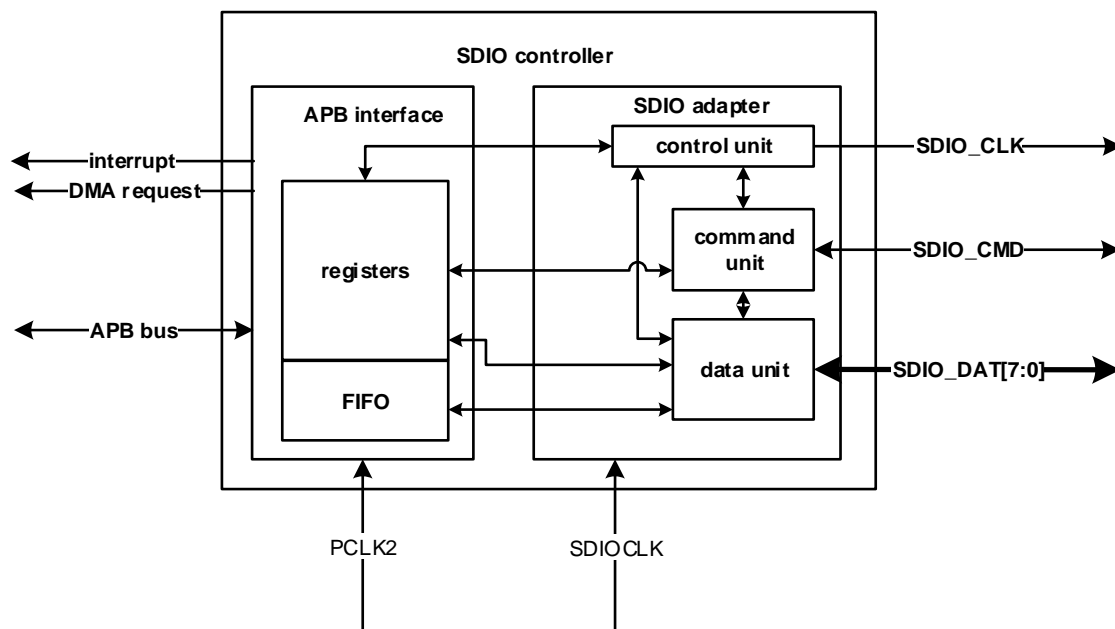 SDIO controller
APB interface
SDIO adapter
control unit
interrupt
DMA request
SDIO_CLK
registers
command
unit
SDIO_CMD
APB bus
data unit
SDIO_DAT[7:0]
FIFO
PCLK2
SDIOCLK